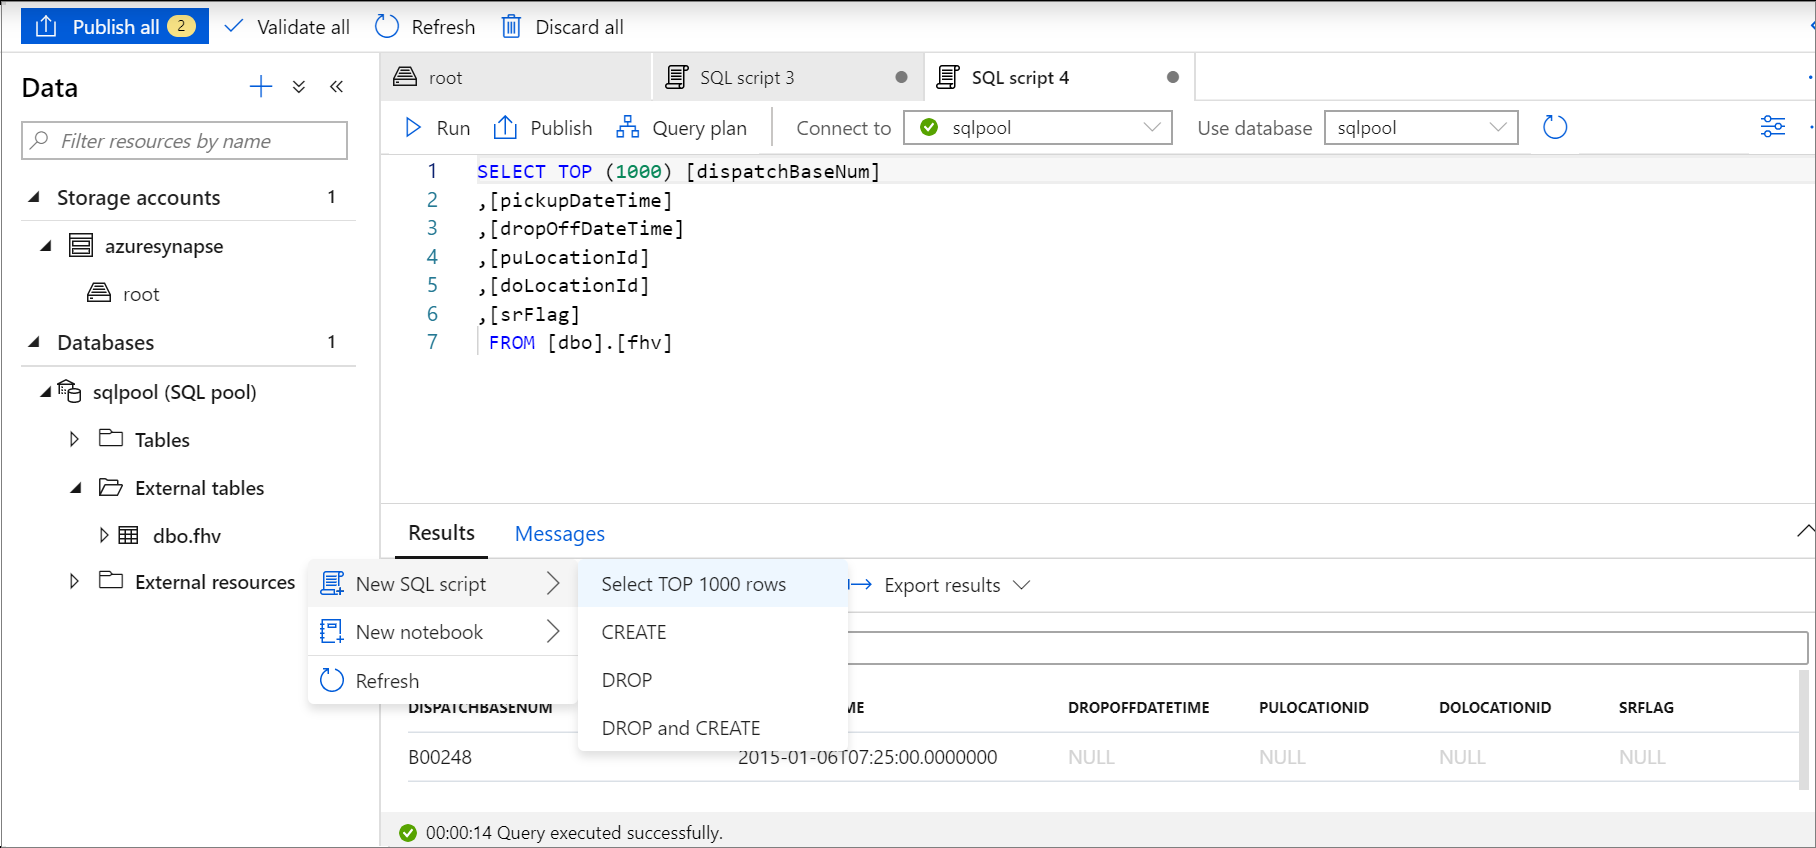 Publish all 2 Validate all Refresh Discard all
Data
Filter resources by name
Storage accounts 1
azuresynapse
root
Databases 1
sqlpool (SQL pool)
Tables
External tables
dbo.fhv
External resources
root SQL script 3 SQL script 4
Run Publish Query plan Connect to sqlpool Use database sqlpool
1 SELECT TOP (1000) [dispatchBaseNum]
2 ,[pickupDateTime]
3 ,[dropOffDateTime]
4 ,[puLocationId]
5 ,[doLocationId]
6 ,[srFlag]
7 FROM [dbo].[fhv]
Results Messages
New SQL script
New notebook
Refresh
Select TOP 1000 rows
CREATE
DROP
DROP and CREATE
Export results
DISPATCHBASENUM ME DROPOFFDATETIME PULOCATIONID DOLOCATIONID SRFLAG
B00248 2015-01-06T07:25:00.0000000 NULL NULL NULL NULL
00:00:14 Query executed successfully.